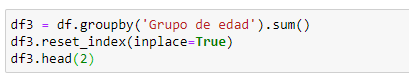 df3 = df.groupby('Grupo de edad').sum()
df3.reset_index(inplace=True)
df3.head(2)